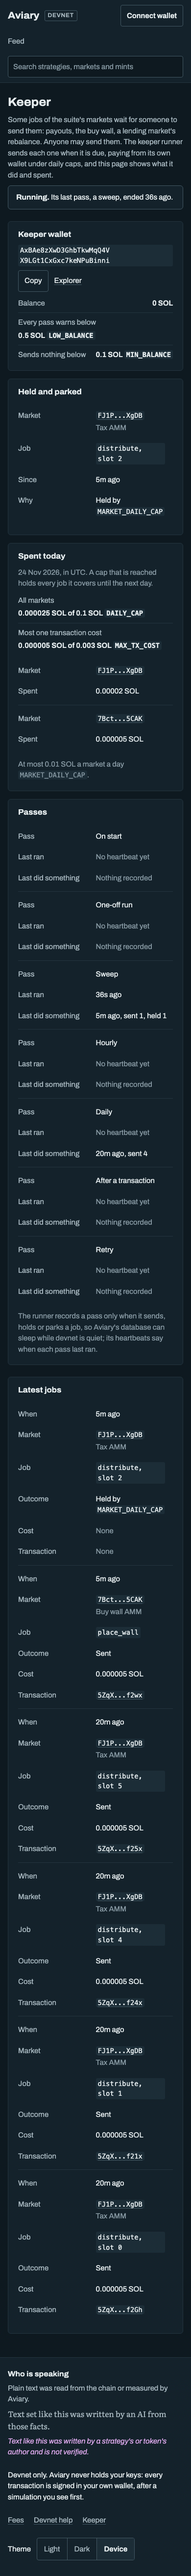 Aviary DEVNET Connect wallet
Feed
Search strategies, markets and mints
Keeper
Some jobs of the suite's markets wait for someone to
turn them: payouts, the buy wall, a lending market's
rebalance. Anyone may send them. The keeper runner
sends each one when it is due, paying from its own
wallet under daily caps, and this page shows what it
did and spent.
Running. Its last pass, a sweep, ended 36s ago.
Keeper wallet
Copy Explorer
Balance 0 SOL
Every pass warns below
0.5 SOL LOW_BALANCE
Sends nothing below 0.1 SOL MIN_BALANCE
Held and parked
Market FJ1P...XgDB
Tax AMM
Job distribute,
slot 2
Since 5m ago
Why Held by
MARKET_DAILY_CAP
Spent today
24 Nov 2026, in UTC. A cap that is reached
holds every job it covers until the next day.
All markets
0.000025 SOL of 0.1 SOL DAILY_CAP
Most one transaction cost
0.000005 SOL of 0.003 SOL MAX_TX_COST
Market FJ1P...XgDB
Spent 0.00002 SOL
Market 7Bct...5CAK
Spent 0.000005 SOL
At most 0.01 SOL a market a day
MARKET_DAILY_CAP.
Passes
Pass On start
Last ran No heartbeat yet
Last did something Nothing recorded
Pass One-off run
Last ran No heartbeat yet
Last did something Nothing recorded
Pass Sweep
Last ran 36s ago
Last did something 5m ago, sent 1, held 1
Pass Hourly
Last ran No heartbeat yet
Last did something Nothing recorded
Pass Daily
Last ran No heartbeat yet
Last did something 20m ago, sent 4
Pass After a transaction
Last ran No heartbeat yet
Last did something Nothing recorded
Pass Retry
Last ran No heartbeat yet
Last did something Nothing recorded
The runner records a pass only when it sends,
holds or parks a job, so Aviary's database can
sleep while devnet is quiet; its heartbeats say
when each pass last ran.
Latest jobs
When 5m ago
Market FJ1P...XgDB
Tax AMM
Job distribute,
slot 2
Outcome Held by
MARKET_DAILY_CAP
Cost None
Transaction None
When 5m ago
Market 7Bct...5CAK
Buy wall AMM
Job place_wall
Outcome Sent
Cost 0.000005 SOL
Transaction 5ZqX...f2wx
When 20m ago
Market FJ1P...XgDB
Tax AMM
Job distribute,
slot 5
Outcome Sent
Cost 0.000005 SOL
Transaction 5ZqX...f25x
When 20m ago
Market FJ1P...XgDB
Tax AMM
Job distribute,
slot 4
Outcome Sent
Cost 0.000005 SOL
Transaction 5ZqX...f24x
When 20m ago
Market FJ1P...XgDB
Tax AMM
Job distribute,
slot 1
Outcome Sent
Cost 0.000005 SOL
Transaction 5ZqX...f21x
When 20m ago
Market FJ1P...XgDB
Tax AMM
Job distribute,
slot 0
Outcome Sent
Cost 0.000005 SOL
Transaction 5ZqX...f2Gh
Who is speaking
Plain text was read from the chain or measured by
Aviary.
Text set like this was written by an AI from
those facts.
Text like this was written by a strategy's or token's
author and is not verified.
Devnet only. Aviary never holds your keys: every
transaction is signed in your own wallet, after a
simulation you see first.
Fees Devnet help Keeper
Theme Light Dark Device